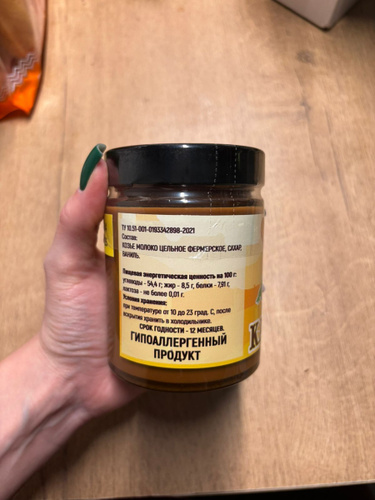 ТУ 10.51-001-0193342898-2021
Состав:
КОЗЬЕ МОЛОКО ЦЕЛЬНОЕ ФЕРМЕРСКОЕ, САХАР,
ВАНИЛЬ.
Пищевая энергетическая ценность на 100 г:
углеводы - 54,4 г; жир - 8,5 г, белки - 7,91 г,
лактоза - не более 0,01 г.
Условия хранения:
при температуре от 10 до 23 град. С, после
вскрытия хранить в холодильнике.
СРОК ГОДНОСТИ - 12 МЕСЯЦЕВ.
ГИПОАЛЛЕРГЕННЫЙ
ПРОДУКТ